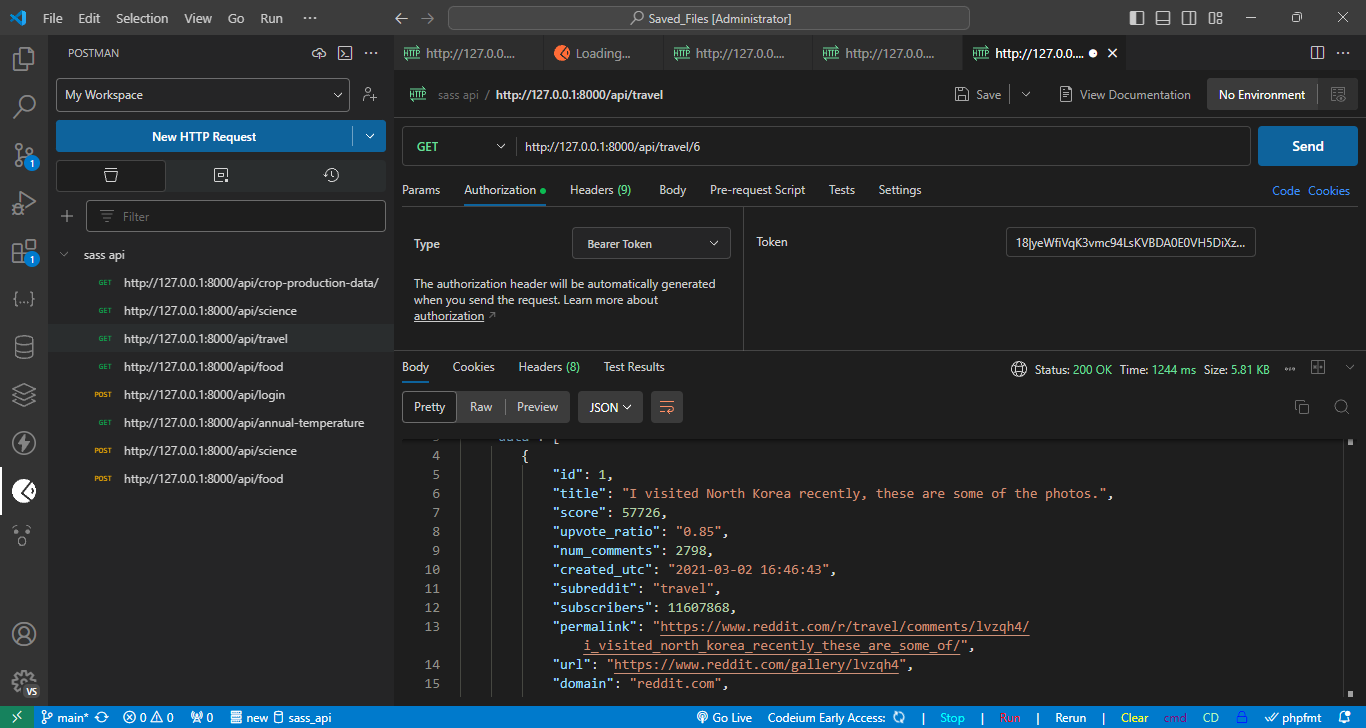 File Edit Selection View Go Run ··· Saved_Files [Administrator]
POSTMAN
My Workspace
New HTTP Request
Filter
sass api
GET http://127.0.0.1:8000/api/crop-production-data/
GET http://127.0.0.1:8000/api/science
GET http://127.0.0.1:8000/api/travel
GET http://127.0.0.1:8000/api/food
POST http://127.0.0.1:8000/api/login
GET http://127.0.0.1:8000/api/annual-temperature
POST http://127.0.0.1:8000/api/science
POST http://127.0.0.1:8000/api/food
1
1
{...}
VS
HTTP http://127.0.0.... Loading... HTTP http://127.0.0.... HTTP http://127.0.0.... HTTP http://127.0.0....
HTTP sass api / http://127.0.0.1:8000/api/travel Save View Documentation No Environment
GET http://127.0.0.1:8000/api/travel/6 Send
Params Authorization Headers (9) Body Pre-request Script Tests Settings Code Cookies
Type Bearer Token Token 18|yeWfiVqK3vmc94LsKVBDA0E0VH5DiXz...
The authorization header will be automatically generated
when you send the request. Learn more about
authorization
Body Cookies Headers (8) Test Results Status: 200 OK Time: 1244 ms Size: 5.81 KB
Pretty Raw Preview JSON
3 "data": [
4 {
5 "id": 1,
6 "title": "I visited North Korea recently, these are some of the photos.",
7 "score": 57726,
8 "upvote_ratio": "0.85",
9 "num_comments": 2798,
10 "created_utc": "2021-03-02 16:46:43",
11 "subreddit": "travel",
12 "subscribers": 11607868,
13 "permalink": "https://www.reddit.com/r/travel/comments/lvzqh4/
i_visited_north_korea_recently_these_are_some_of/",
14 "url": "https://www.reddit.com/gallery/lvzqh4",
15 "domain": "reddit.com",
main* 0 0 0 new sass_api Go Live Codeium Early Access: | Stop | Run | Rerun | Clear cmd CD phpfmt